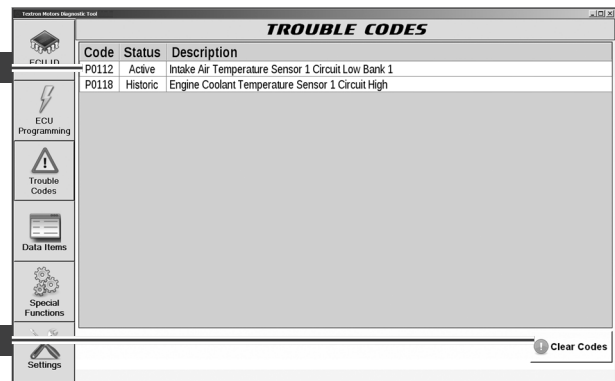 Textron Motors Diagnostic Tool
TROUBLE CODES
ECU ID
Code Status Description
P0112 Active Intake Air Temperature Sensor 1 Circuit Low Bank 1
P0118 Historic Engine Coolant Temperature Sensor 1 Circuit High
ECU
Programming
Trouble
Codes
Data Items
Special
Functions
Clear Codes
Settings